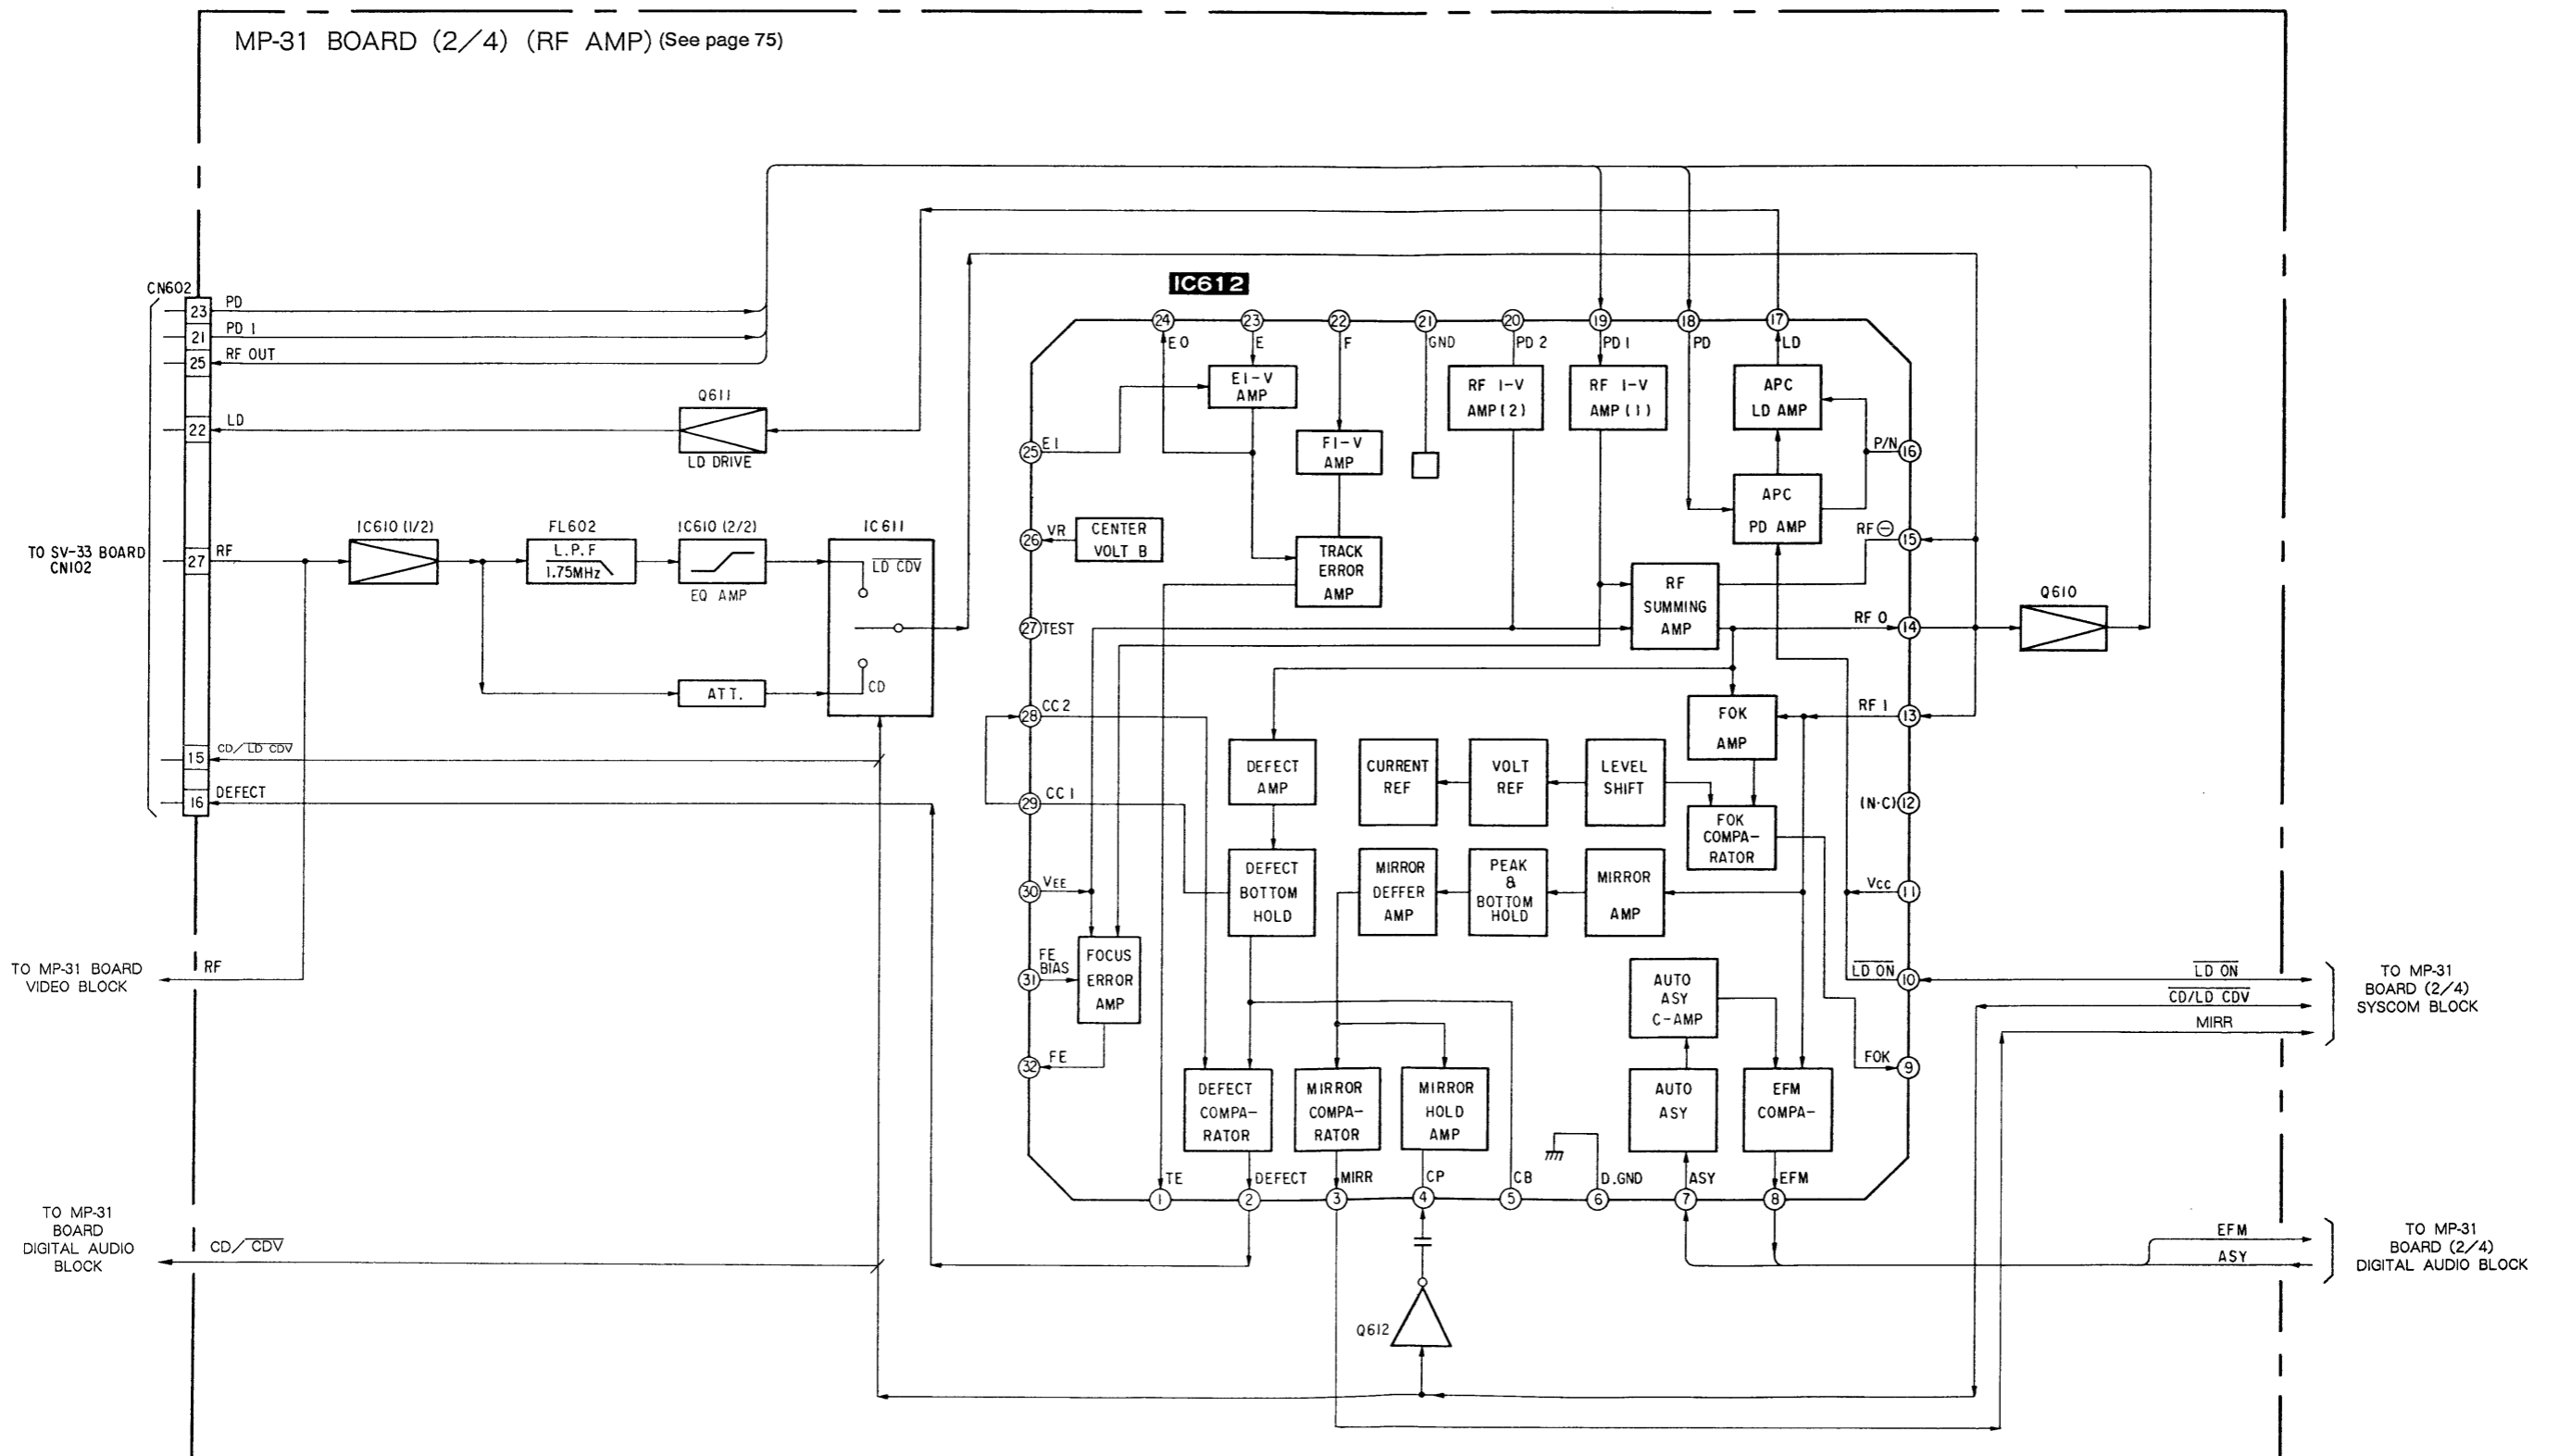 MP-31 BOARD (2/4) (RF AMP) (See page 75)
CN602
23 PD
21 PD 1
25 RF OUT
22 LD
27 RF
15 CD/LD CDV
16 DEFECT
TO SV-33 BOARD
CN102
Q611
LD DRIVE
IC610 (1/2)
FL602
L.P.F
1.75MHz
IC610 (2/2)
EQ AMP
IC611
LD CDV
CD
ATT.
TO MP-31 BOARD
VIDEO BLOCK
RF
TO MP-31
BOARD
DIGITAL AUDIO
BLOCK
CD/CDV
IC612
24 23 22 21 20 19 18 17
EO E F GND PD 2 PD 1 PD LD
E I-V
AMP
F I-V
AMP
RF I-V
AMP(2)
RF I-V
AMP(1)
APC
LD AMP
APC
PD AMP
25 EI
26 VR
CENTER
VOLT B
27 TEST
28 CC 2
29 CC 1
30 VEE
31 FE
BIAS
32 FE
TRACK
ERROR
AMP
RF
SUMMING
AMP
P/N 16
RF⊖ 15
RF O 14
RF I 13
(N·C) 12
Vcc 11
LD ON 10
FOK 9
Q610
FOK
AMP
DEFECT
AMP
CURRENT
REF
VOLT
REF
LEVEL
SHIFT
FOK
COMPA-
RATOR
DEFECT
BOTTOM
HOLD
MIRROR
DEFFER
AMP
PEAK
&
BOTTOM
HOLD
MIRROR
AMP
FOCUS
ERROR
AMP
AUTO
ASY
C-AMP
DEFECT
COMPA-
RATOR
MIRROR
COMPA-
RATOR
MIRROR
HOLD
AMP
AUTO
ASY
EFM
COMPA-
TE DEFECT MIRR CP CB D.GND ASY EFM
1 2 3 4 5 6 7 8
Q612
LD ON
CD/LD CDV
MIRR
TO MP-31
BOARD (2/4)
SYSCOM BLOCK
EFM
ASY
TO MP-31
BOARD (2/4)
DIGITAL AUDIO BLOCK